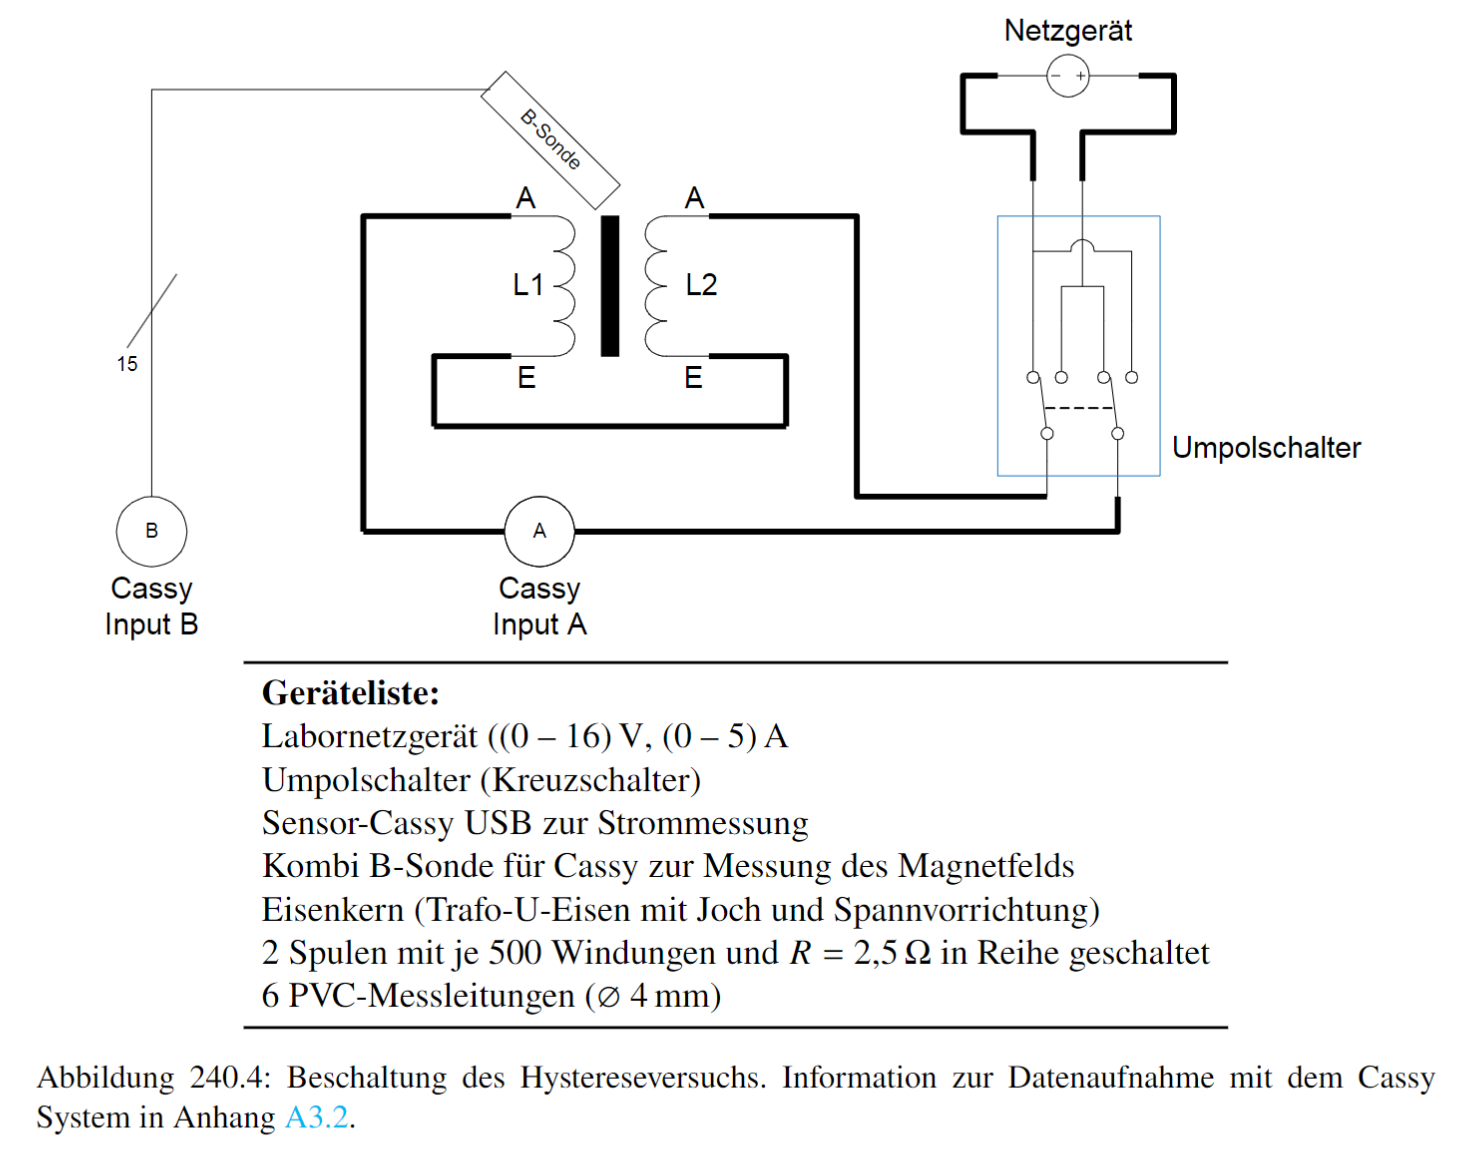 Netzgerät
− +
B-Sonde
A
A
L1
L2
15
E
E
Umpolschalter
B
A
Cassy
Input B
Cassy
Input A
Geräteliste:
Labornetzgerät ((0 – 16) V, (0 – 5) A
Umpolschalter (Kreuzschalter)
Sensor-Cassy USB zur Strommessung
Kombi B-Sonde für Cassy zur Messung des Magnetfelds
Eisenkern (Trafo-U-Eisen mit Joch und Spannvorrichtung)
2 Spulen mit je 500 Windungen und R = 2,5 Ω in Reihe geschaltet
6 PVC-Messleitungen (∅ 4 mm)
Abbildung 240.4: Beschaltung des Hystereseversuchs. Information zur Datenaufnahme mit dem Cassy
System in Anhang A3.2.